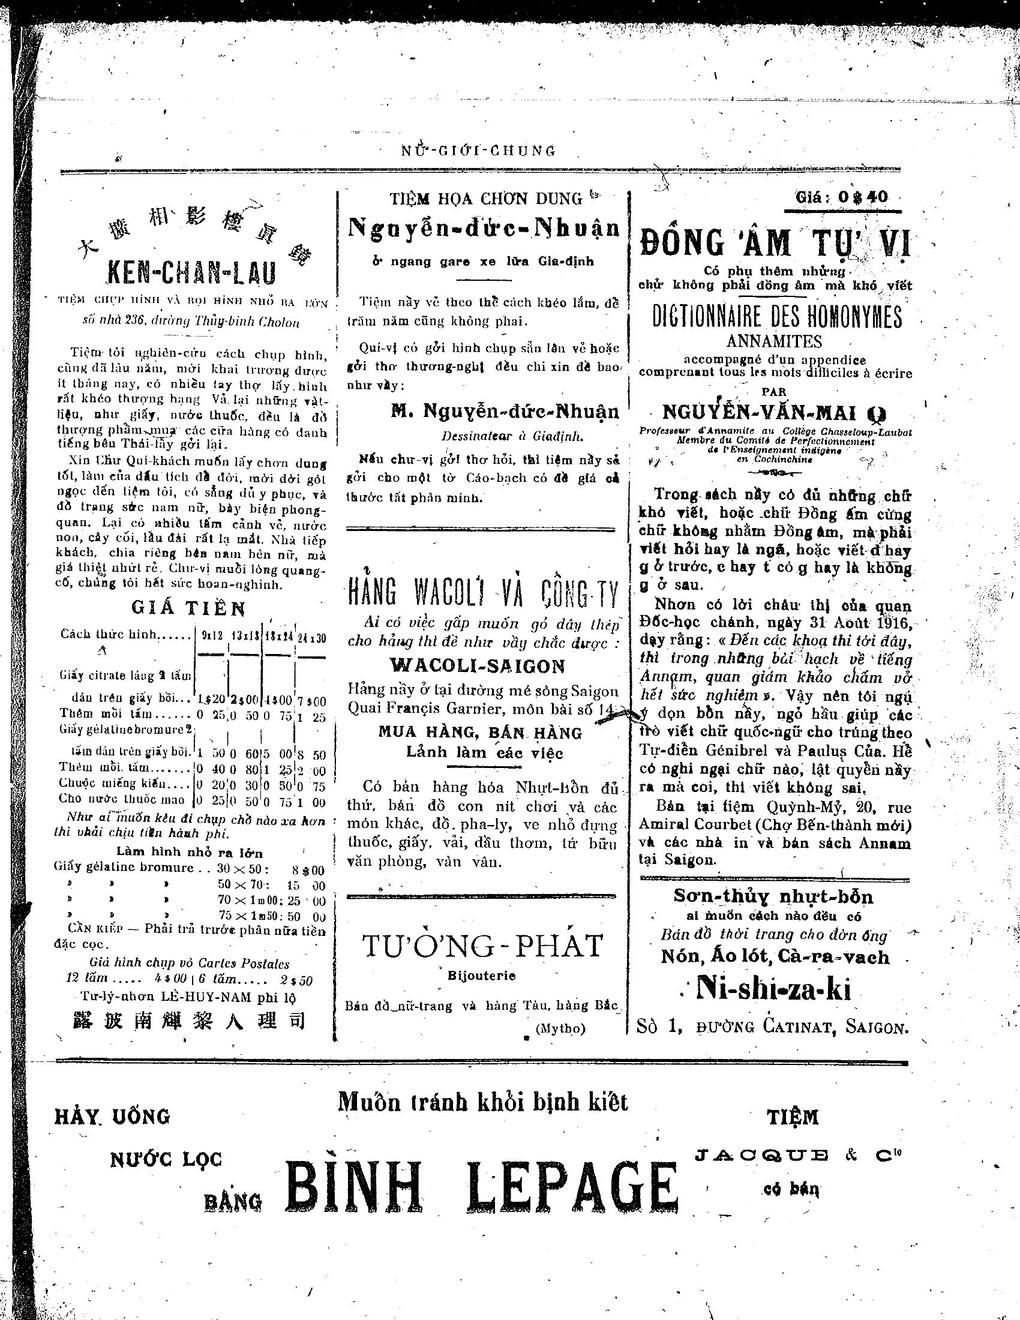 NỮ-GIỚI-CHUNG
大擴相影樓眞鏡
KEN-CHAN-LAU
TIỆM CHỤP HÌNH VÀ RỌI HÌNH NHỎ RA LỚN
số nhà 236, đường Thủy-binh Cholon
Tiệm tôi nghiên-cứu cách chụp hình,
cũng đã lâu năm, mới khai trương được
ít tháng nay, có nhiều tay thợ lấy hình
rất khéo thượng hạng Vả lại những vật-
liệu, như giấy, nước thuốc, đều là đồ
thượng phẩm mua các cửa hàng có danh
tiếng bên Thái-tây gởi lại.
Xin Chư Quí-khách muốn lấy chơn dung
tốt, làm của dấu tích để đời, mời dời gót
ngọc đến tiệm tôi, có sẵng đủ y phục, và
đồ trang sức nam nữ, bày biện phong-
quan. Lại có nhiều tấm cảnh vẽ, nước
non, cây cối, lầu đài rất lạ mắt. Nhà tiếp
khách, chia riêng bên nam bên nữ, mà
giá thiệt nhứt rẻ. Chư-vị muôi lòng quang-
cố, chúng tôi hết sức hoan-nghinh.
GIÁ TIỀN
Cách thức hình..... 9x12 13x18 18x24 24x30
Giấy citrate láng 2 tấm
dán trên giấy bồi... 1$20 2$00 4$00 7$00
Thêm mỗi tấm...... 0 25 0 50 0 75 1 25
Giấy gélatine bromure 2
tấm dán trên giấy bồi. 1 50 0 60 5 00 8 50
Thêm mỗi tấm....... 0 40 0 80 1 25 2 00
Chuộc miếng kiếng.... 0 20 0 30 0 50 0 75
Cho nước thuốc mao 0 25 0 50 0 75 1 00
Như ai muốn kêu đi chụp chỗ nào xa hơn
thì phải chịu tiền hành phí.
Làm hình nhỏ ra lớn
Giấy gélatine bromure . . 30 × 50 : 8 $ 00
» » » 50 × 70 : 15 00
» » » 70 × 1m00 : 25 00
» » » 75 × 1m50 : 50 00
CẦN KIẾP — Phải trả trước phân nửa tiền
đặc cọc.
Giá hình chụp vô Cartes Postales
12 tấm ..... 4$00 | 6 tấm..... 2$50
Tư-lý-nhơn LÊ-HUY-NAM phi lộ
露披南輝黎人理司
TIỆM HỌA CHƠN DUNG
Nguyễn-đức-Nhuận
ở ngang gare xe lửa Gia-định
Tiệm nầy vẽ theo thể cách khéo lắm, để
trăm năm cũng không phai.
Quí-vị có gởi hình chụp sẵn lên vẽ hoặc
gởi thơ thương-nghị đều chỉ xin đề bao
như vầy:
M. Nguyễn-đức-Nhuận
Dessinateur à Giađịnh.
Nếu chư-vị gởi thơ hỏi, thì tiệm nầy sẽ
gởi cho một tờ Cáo-bạch có đề giá cả
thước tất phân minh.
HẢNG WACOLI VÀ CÔNG TY
Ai có việc gấp muốn gỏ dây thép
cho hảng thì đề như vầy chắc được :
WACOLI-SAIGON
Hảng nầy ở tại đường mé sông Saigon
Quai Françis Garnier, môn bài số 14
MUA HÀNG, BÁN HÀNG
Lảnh làm các việc
Có bán hàng hóa Nhựt-bổn đủ
thứ, bán đồ con nít chơi và các
món khác, đồ pha-ly, ve nhỏ đựng
thuốc, giấy, vải, dầu thơm, tứ bửu
văn phòng, vân vân.
TƯỜNG-PHÁT
Bijouterie
Bán đồ nữ-trang và hàng Tàu, hàng Bắc
(Mytho)
Giá: 0$40
ĐỒNG ÂM TỰ VỊ
Có phụ thêm những
chữ không phải đồng âm mà khó viết
DICTIONNAIRE DES HOMONYMES
ANNAMITES
accompagné d'un appendice
comprenant tous les mots difficiles à écrire
PAR
NGUYỄN-VĂN-MAI Q
Professeur d'Annamite au Collège Chasseloup-Laubat
Membre du Comité de Perfectionnement
de l'Enseignement indigène
en Cochinchine
Trong sách nầy có đủ những chữ
khó viết, hoặc chữ Đồng âm cùng
chữ không nhằm Đồng âm, mà phải
viết hỏi hay là ngã, hoặc viết d hay
g ở trước, c hay t có g hay là không
g ở sau.
Nhơn có lời châu thị của quan
Đốc-học chánh, ngày 31 Août 1916,
dạy rằng : « Đến các khoa thi tới đây,
thì trong những bài hạch về tiếng
Annam, quan giám khảo chấm vở
hết sức nghiêm ». Vậy nên tôi ngụ
ý dọn bổn nầy, ngỏ hầu giúp các
trò viết chữ quốc-ngữ cho trúng theo
Tự-điển Génibrel và Paulus Của. Hễ
có nghi ngại chữ nào, lật quyển nầy
ra mà coi, thì viết không sai.
Bán tại tiệm Quỳnh-Mỹ, 20, rue
Amiral Courbet (Chợ Bến-thành mới)
và các nhà in và bán sách Annam
tại Saigon.
Sơn-thủy nhựt-bổn
ai muốn cách nào đều có
Bán đồ thời trang cho đờn ông
Nón, Áo lót, Cà-ra-vach
Ni-shi-za-ki
Số 1, ĐƯỜNG CATINAT, SAIGON.
Muốn tránh khỏi bịnh kiết
HÃY UỐNG
NƯỚC LỌC
BẰNG
BÌNH LEPAGE
TIỆM
JACQUE & Cie
có bán